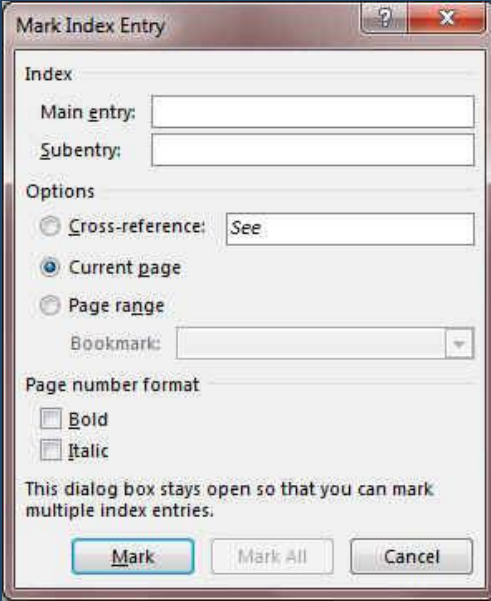 Mark Index Entry
Index
Main entry:
Subentry:
Options
Cross-reference: See
Current page
Page range
Bookmark:
Page number format
Bold
Italic
This dialog box stays open so that you can mark
multiple index entries.
Mark Mark All Cancel